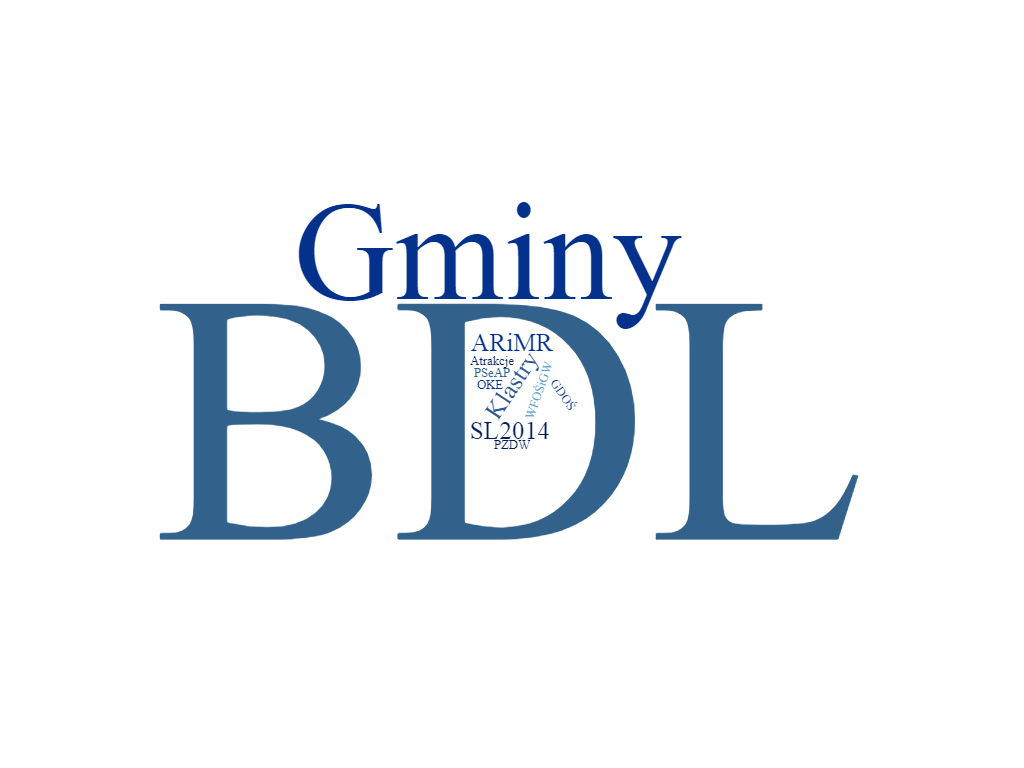 Gminy
BDL
ARiMR
Atrakcje
PSeAP
OKE
Klastry
WFOŚiGW
GDOŚ
SL2014
PZDW